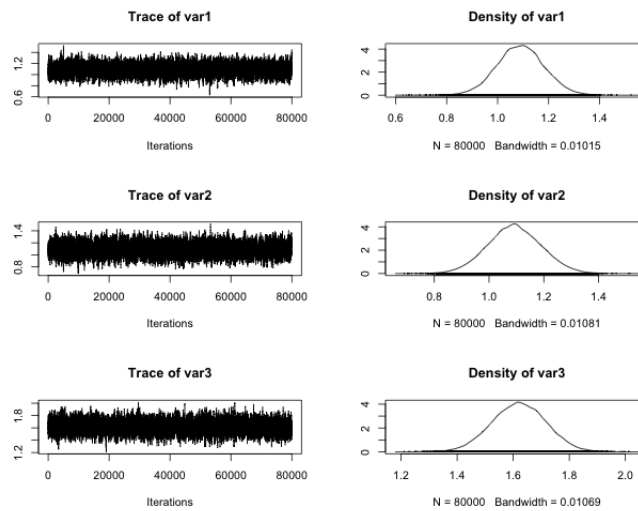 Trace of var1
1.2
0.6
0 20000 40000 60000 80000
Iterations
Density of var1
4
2
0
0.6 0.8 1.0 1.2 1.4
N = 80000 Bandwidth = 0.01015
Trace of var2
1.4
0.8
0 20000 40000 60000 80000
Iterations
Density of var2
4
2
0
0.8 1.0 1.2 1.4
N = 80000 Bandwidth = 0.01081
Trace of var3
1.8
1.2
0 20000 40000 60000 80000
Iterations
Density of var3
4
2
0
1.2 1.4 1.6 1.8 2.0
N = 80000 Bandwidth = 0.01069